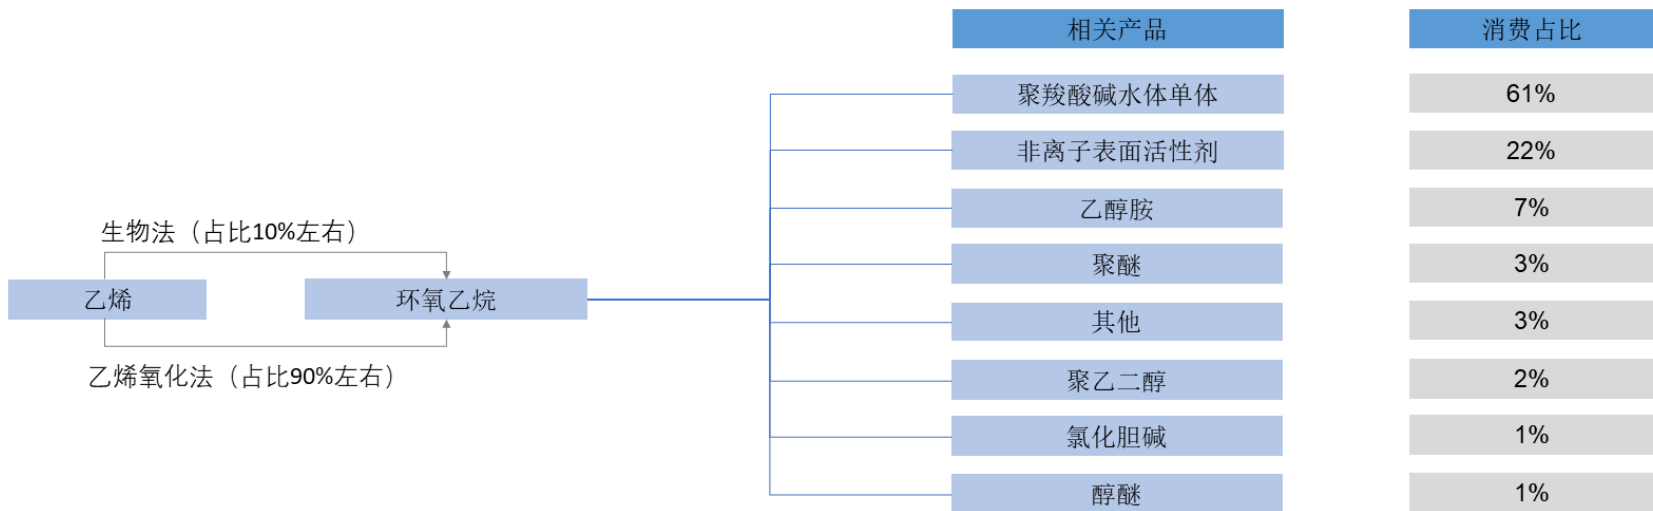 相关产品 消费占比
聚羧酸碱水体单体 61%
非离子表面活性剂 22%
乙醇胺 7%
生物法（占比10%左右）
聚醚 3%
乙烯 环氧乙烷
其他 3%
乙烯氧化法（占比90%左右）
聚乙二醇 2%
氯化胆碱 1%
醇醚 1%